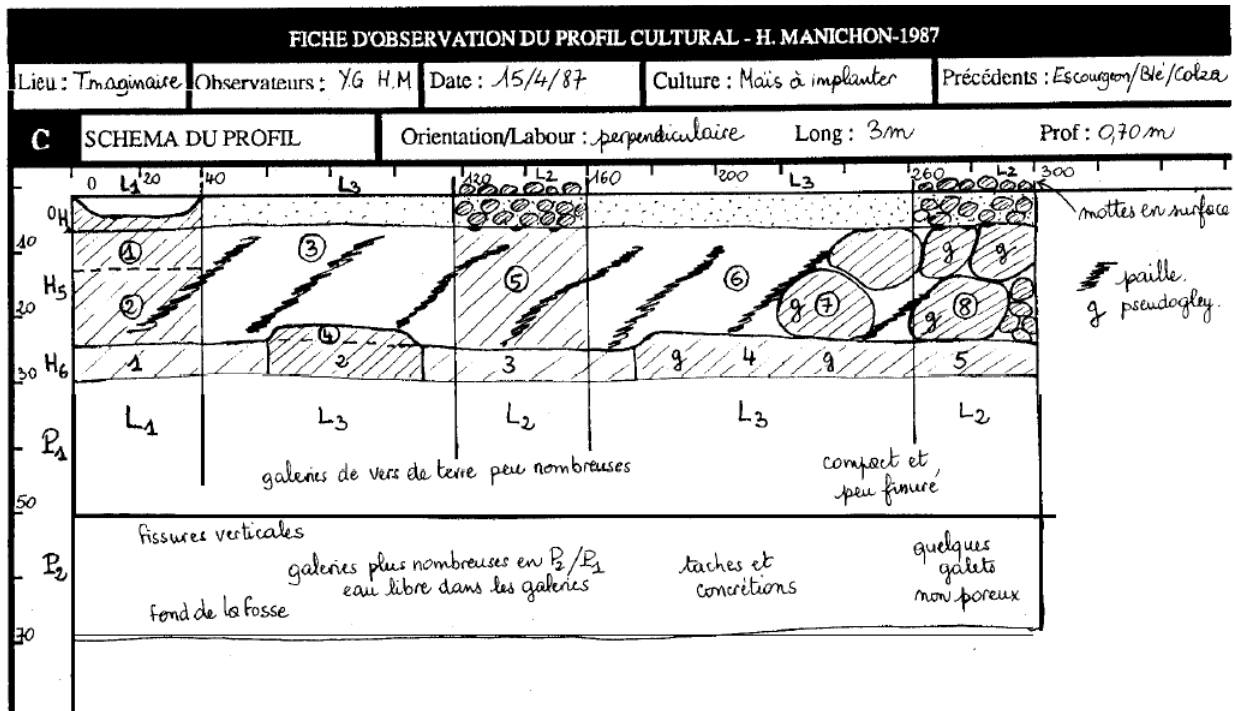 FICHE D'OBSERVATION DU PROFIL CULTURAL - H. MANICHON-1987
Lieu : Imaginaire Observateurs : YG H.M Date : 15/4/87 Culture : Maïs à implanter Précédents : Escourgeon/Blé/Colza
C SCHEMA DU PROFIL Orientation/Labour : perpendiculaire Long : 3m Prof : 0,70 m
0 L1 20 40 L3 120 L2 160 200 L3 260 L2 300
0 H
mottes en surface
10 1 3 g g
H5 5 6 paille.
20 2 g 7 g 8 g pseudogley.
4
30 H6 1 2 3 g 4 g 5
L1 L3 L2 L3 L2
P1
galeries de vers de terre peu nombreuses compact et
peu fissuré
50
fissures verticales quelques
P2 galeries plus nombreuses en P2/P1 taches et galets
eau libre dans les galeries concrétions non poreux
fond de la fosse
70